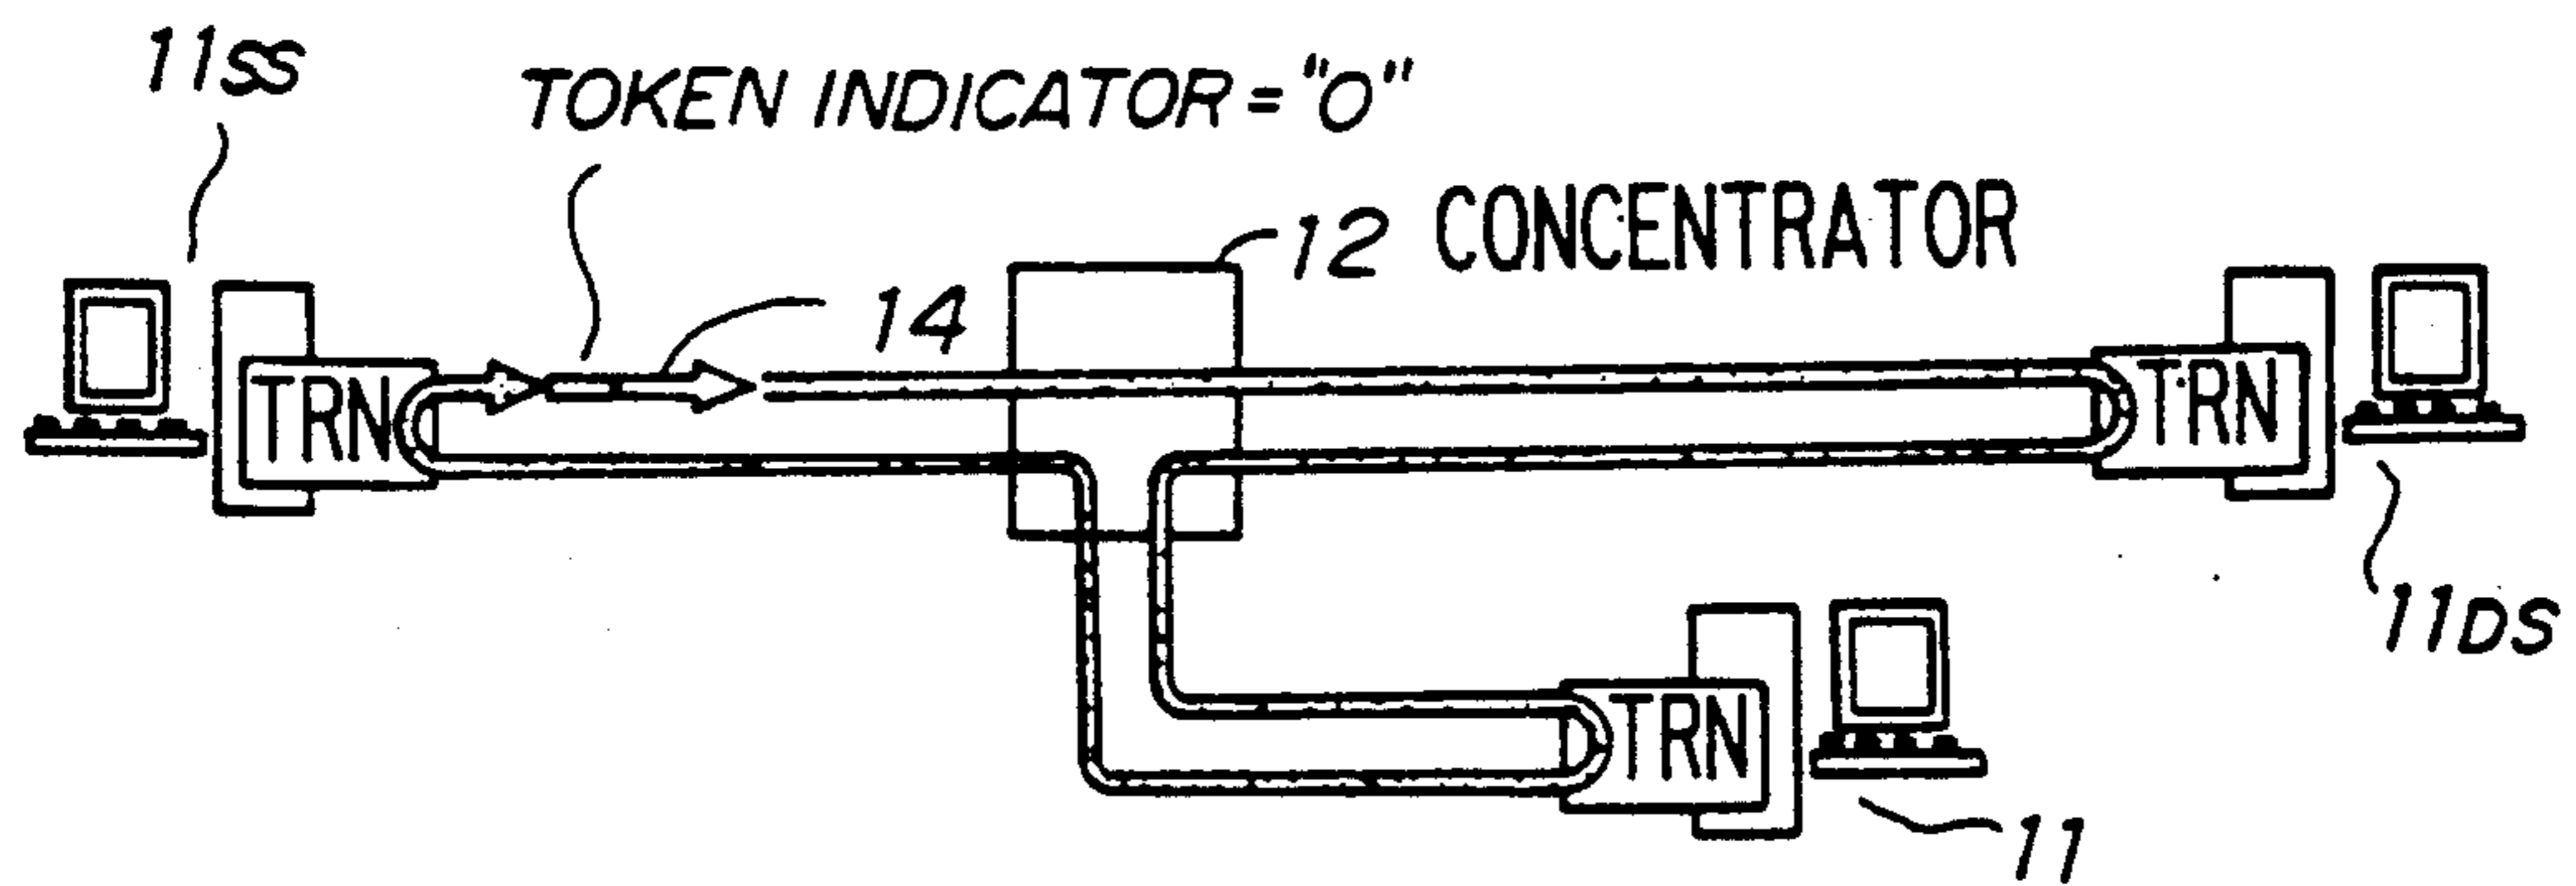 11SS
TOKEN INDICATOR = "0"
12 CONCENTRATOR
14
TRN
TRN
11DS
TRN
11